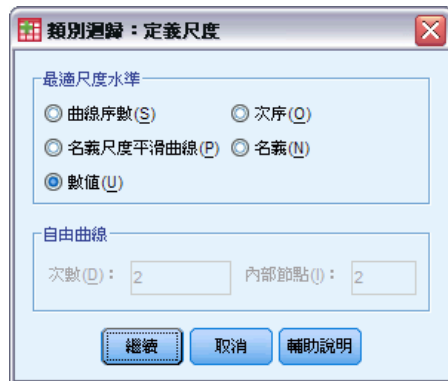 類別迴歸：定義尺度
最適尺度水準
曲線序數(S) 次序(O)
名義尺度平滑曲線(P) 名義(N)
數值(U)
自由曲線
次數(D)： 2 內部節點(I)： 2
繼續 取消 輔助說明